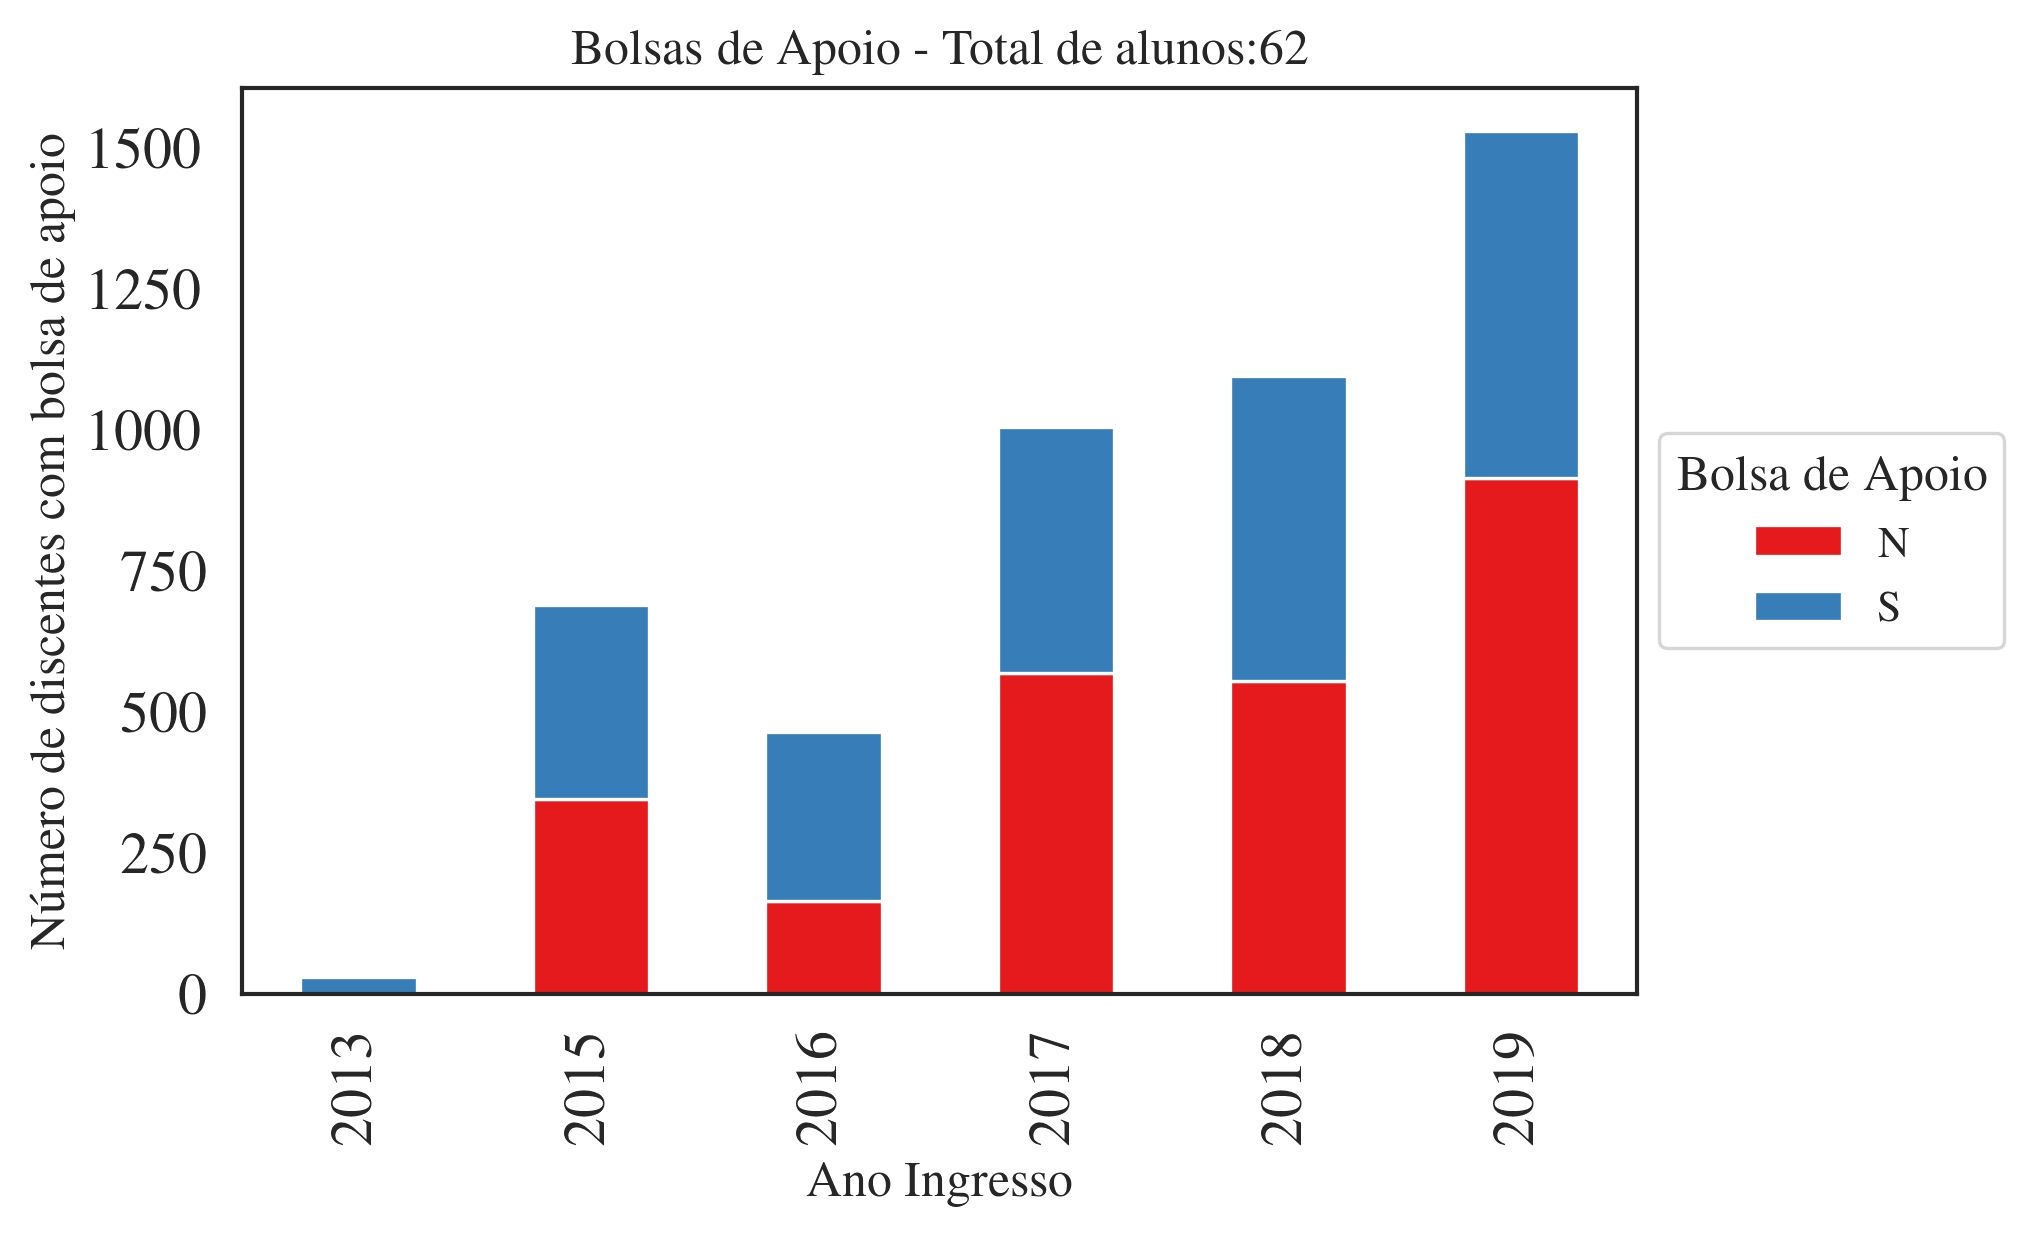 Bolsas de Apoio - Total de alunos:62
Número de discentes com bolsa de apoio
1500
1250
1000
750
500
250
0
2013
2015
2016
2017
2018
2019
Ano Ingresso
Bolsa de Apoio
N
S